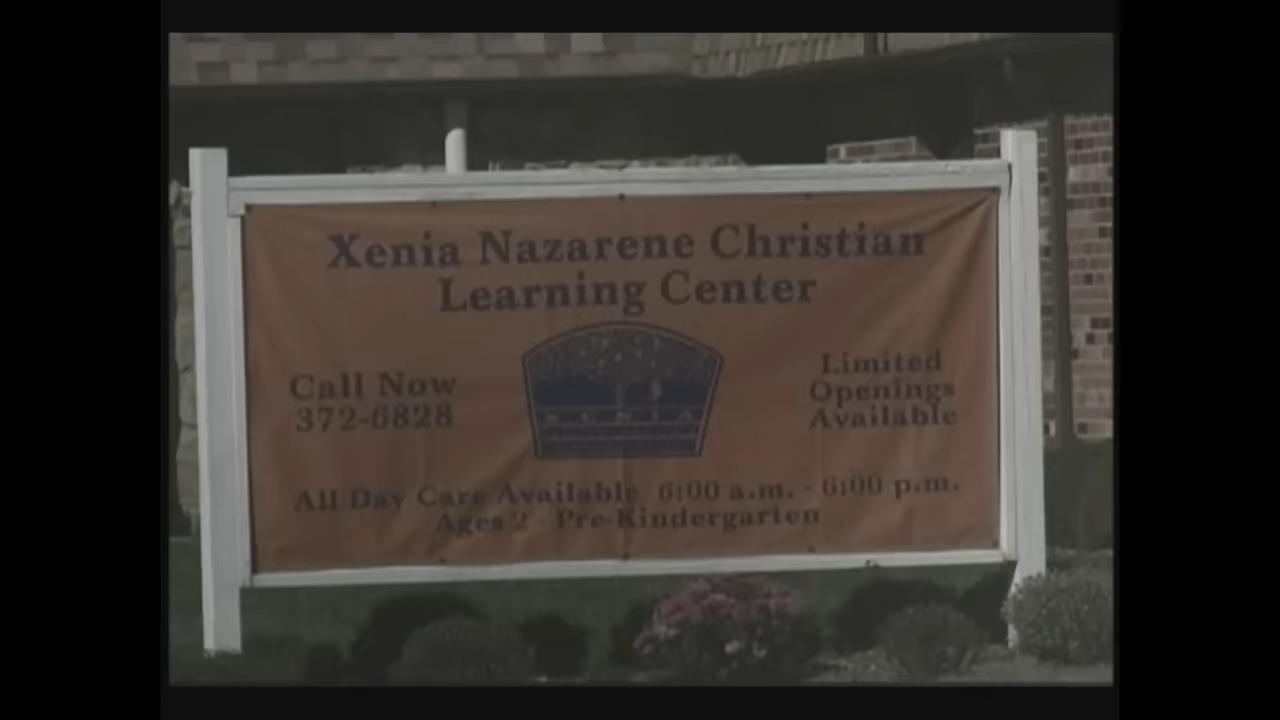 Xenia Nazarene Christian
Learning Center
Call Now
372-6828
XENIA
Limited
Openings
Available
All Day Care Available 6:00 a.m. - 6:00 p.m.
Ages 2 - Pre-Kindergarten